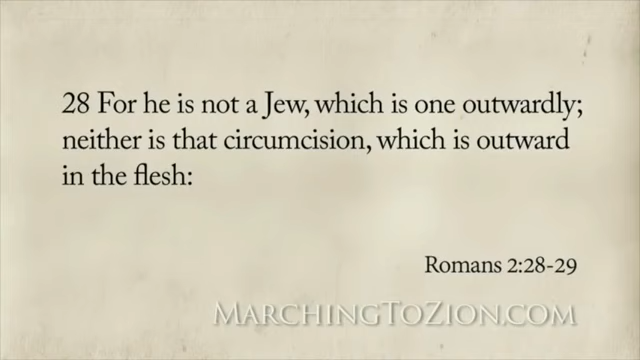 28 For he is not a Jew, which is one outwardly;
neither is that circumcision, which is outward
in the flesh:
Romans 2:28-29
MarchingToZion.com